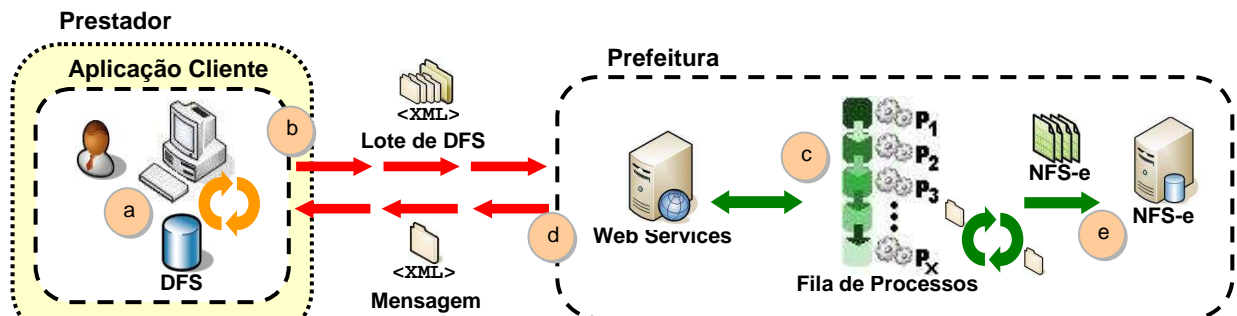 Prestador
Aplicação Cliente
a
DFS
b
<XML>
Lote de DFS
<XML>
Mensagem
Prefeitura
d
Web Services
c
P1
P2
P3
Px
Fila de Processos
NFS-e
e
NFS-e